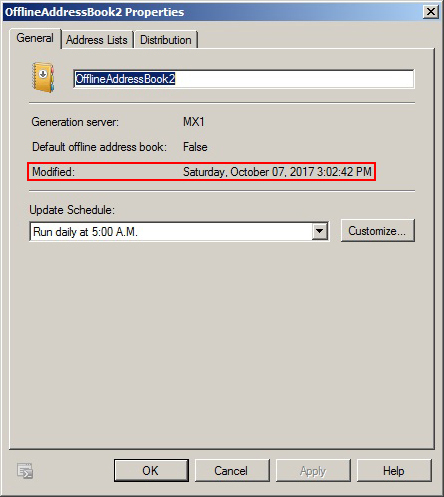 OfflineAddressBook2 Properties
General Address Lists Distribution
OfflineAddressBook2
Generation server: MX1
Default offline address book: False
Modified: Saturday, October 07, 2017 3:02:42 PM
Update Schedule:
Run daily at 5:00 A.M. Customize...
OK Cancel Apply Help